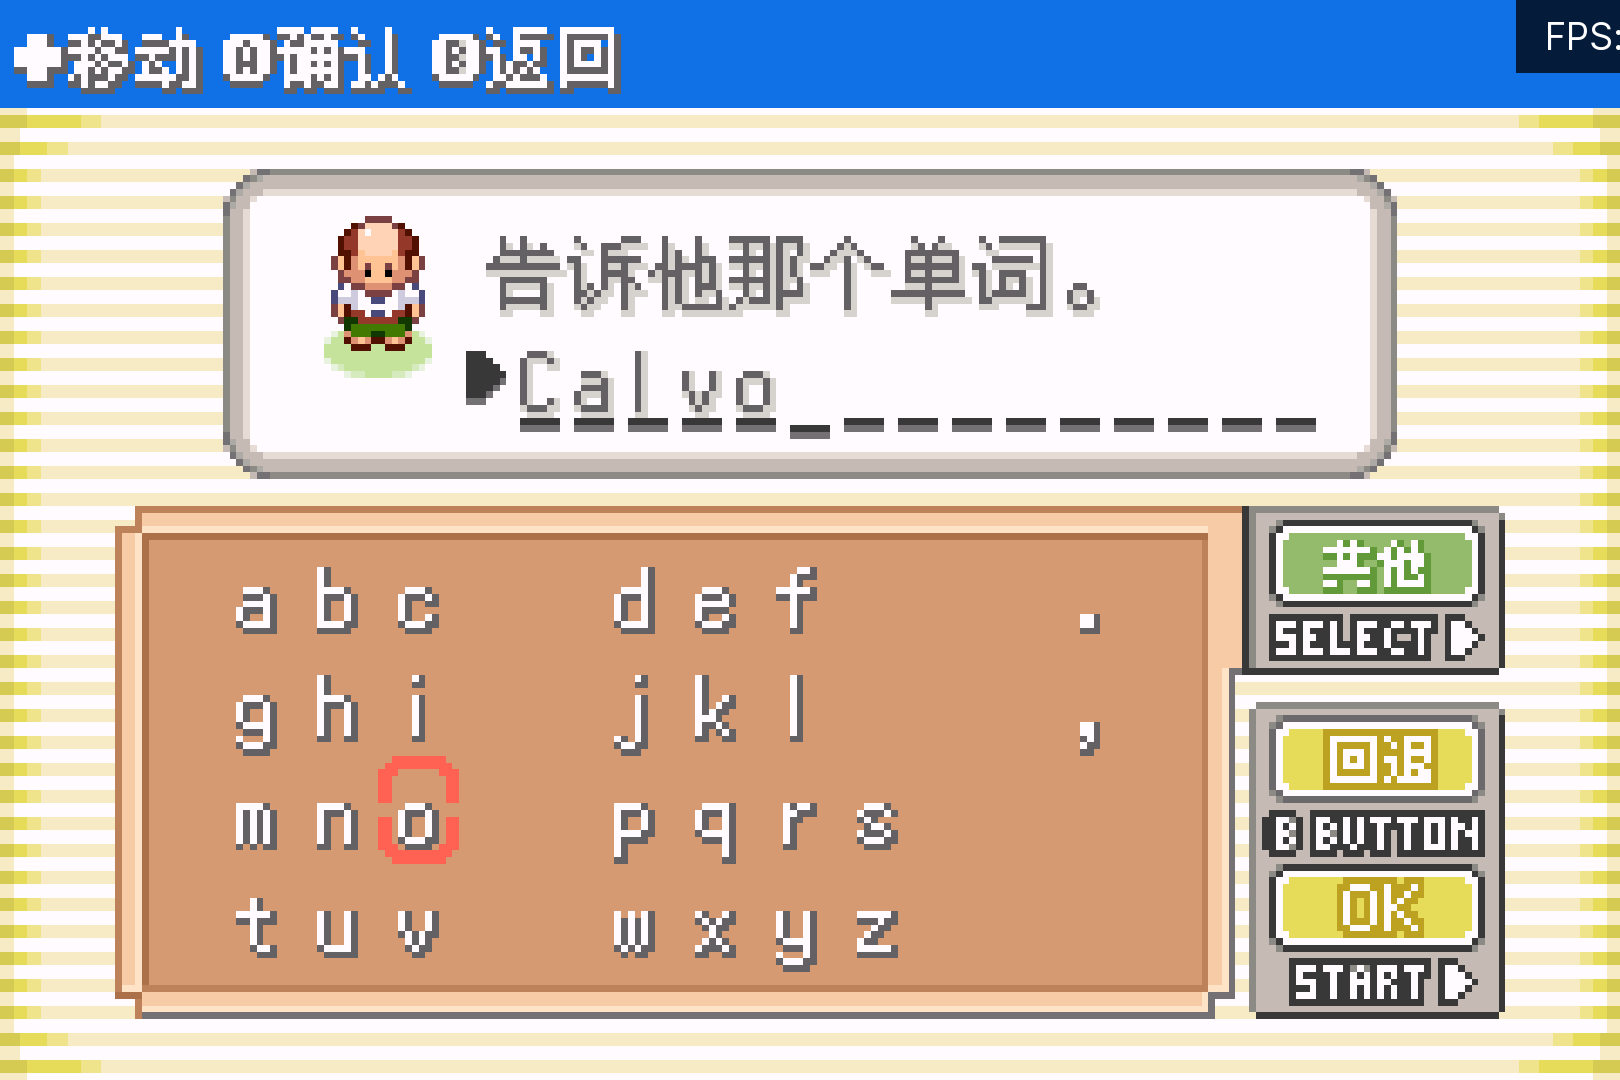 移动 A确认 B返回
FPS:
告诉他那个单词。
Calvo
a b c d e f .
g h i j k l ,
m n o p q r s
t u v w x y z
其他
SELECT
回退
B BUTTON
OK
START